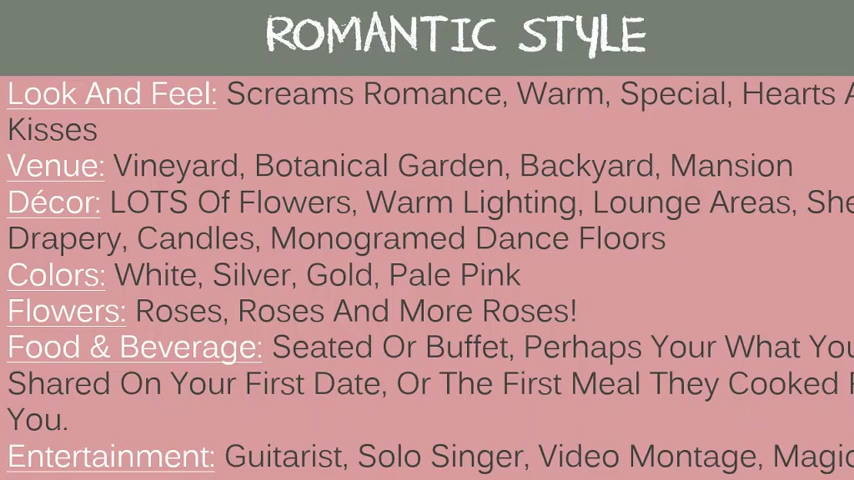 ROMANTIC STYLE
Look And Feel: Screams Romance, Warm, Special, Hearts
Kisses
Venue: Vineyard, Botanical Garden, Backyard, Mansion
Décor: LOTS Of Flowers, Warm Lighting, Lounge Areas,
Drapery, Candles, Monogramed Dance Floors
Colors: White, Silver, Gold, Pale Pink
Flowers: Roses, Roses And More Roses!
Food & Beverage: Seated Or Buffet, Perhaps Your What
Shared On Your First Date, Or The First Meal They Cooked
You.
Entertainment: Guitarist, Solo Singer, Video Montage,